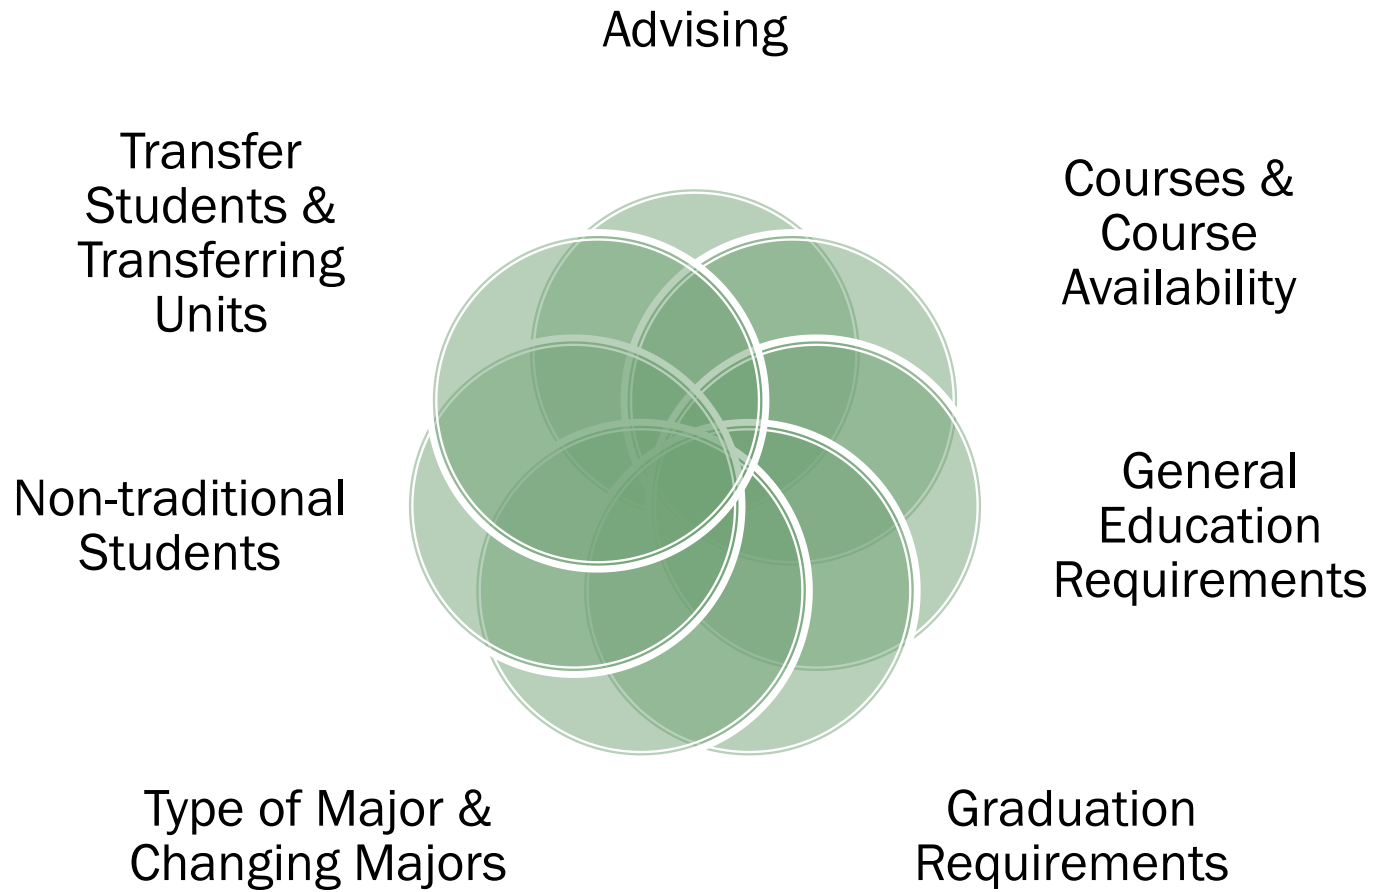 Advising
Transfer
Students &
Transferring
Units
Courses &
Course
Availability
Non-traditional
Students
General
Education
Requirements
Type of Major &
Changing Majors
Graduation
Requirements